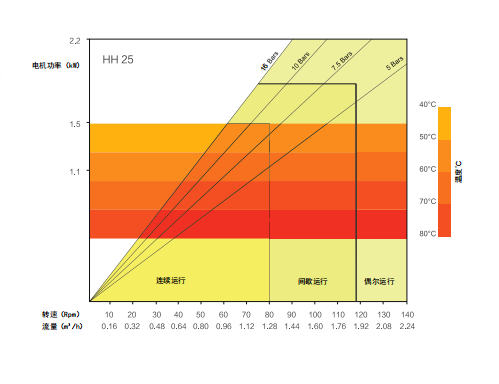 2.2
电机功率 (kW)
HH 25
16 Bars
10 Bars
7.5 Bars
5 Bars
1.5
1.1
40°C
50°C
60°C
70°C
80°C
温度°C
连续运行
间歇运行
偶尔运行
转速 (Rpm) 10 20 30 40 50 60 70 80 90 100 110 120 130 140
流量 (m³/h) 0.16 0.32 0.48 0.64 0.80 0.96 1.12 1.28 1.44 1.60 1.76 1.92 2.08 2.24